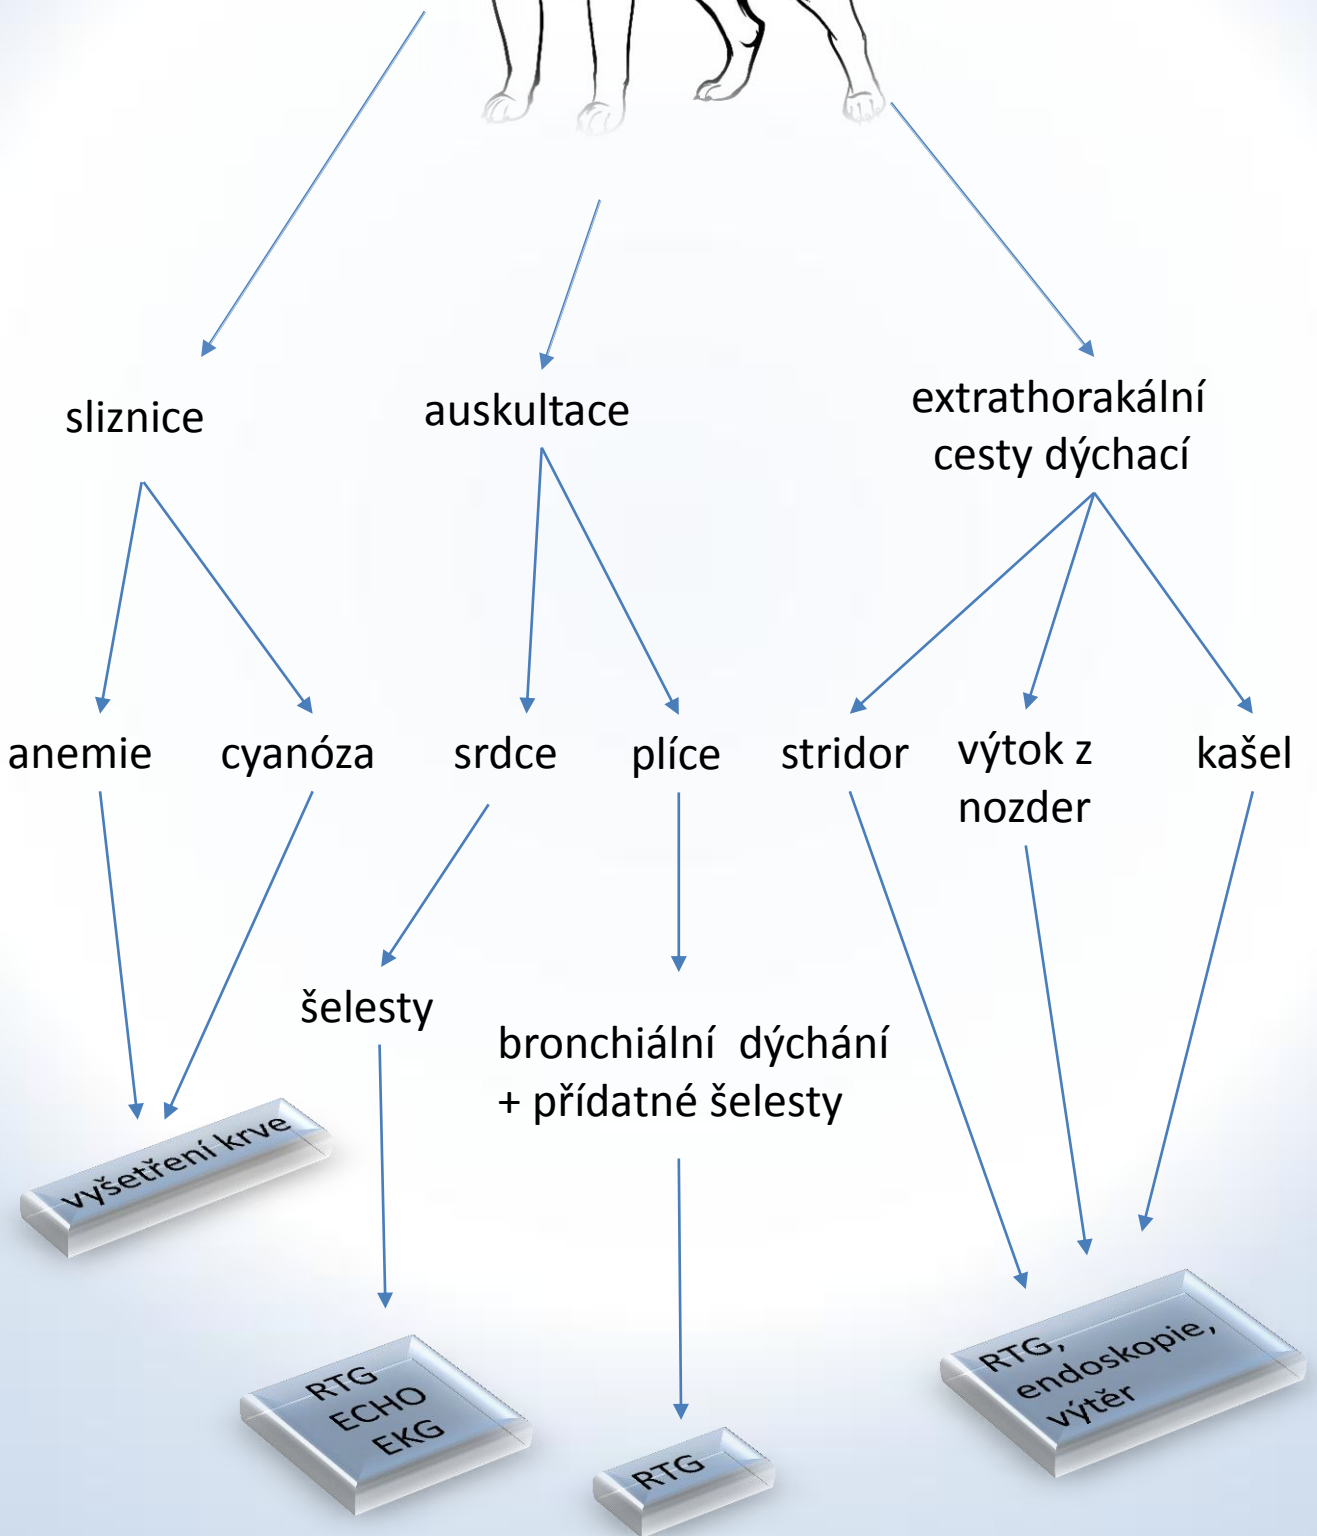 sliznice
auskultace
extrathorakální
cesty dýchací
anemie
cyanóza
srdce
plíce
stridor
výtok z
nozder
kašel
šelesty
bronchiální  dýchání
+ přídatné šelesty
vyšetření krve
RTG
ECHO
EKG
RTG
RTG,
endoskopie,
výtěr